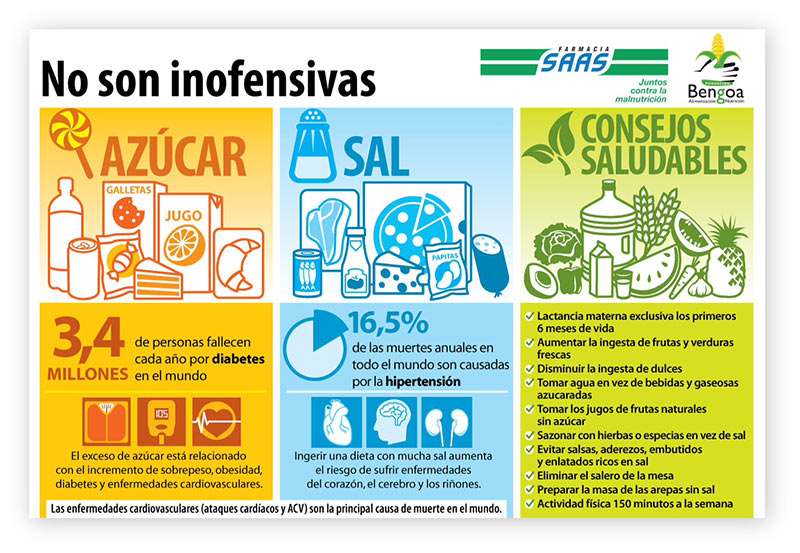 No son inofensivas
FARMACIA
SAAS
Juntos
contra la
malnutrición
Bengoa
AZÚCAR
GALLETAS
JUGO
3,4
MILLONES
de personas fallecen
cada año por diabetes
en el mundo
105
El exceso de azúcar está relacionado
con el incremento de sobrepeso, obesidad,
diabetes y enfermedades cardiovasculares.
SAL
PAPITAS
16,5%
de las muertes anuales en
todo el mundo son causadas
por la hipertensión
Ingerir una dieta con mucha sal aumenta
el riesgo de sufrir enfermedades
del corazón, el cerebro y los riñones.
CONSEJOS
SALUDABLES
Lactancia materna exclusiva los primeros
6 meses de vida
Aumentar la ingesta de frutas y verduras
frescas
Disminuir la ingesta de dulces
Tomar agua en vez de bebidas y gaseosas
azucaradas
Tomar los jugos de frutas naturales
sin azúcar
Sazonar con hierbas o especias en vez de sal
Evitar salsas, aderezos, embutidos
y enlatados ricos en sal
Eliminar el salero de la mesa
Preparar la masa de las arepas sin sal
Actividad física 150 minutos a la semana
Las enfermedades cardiovasculares (ataques cardíacos y ACV) son la principal causa de muerte en el mundo.